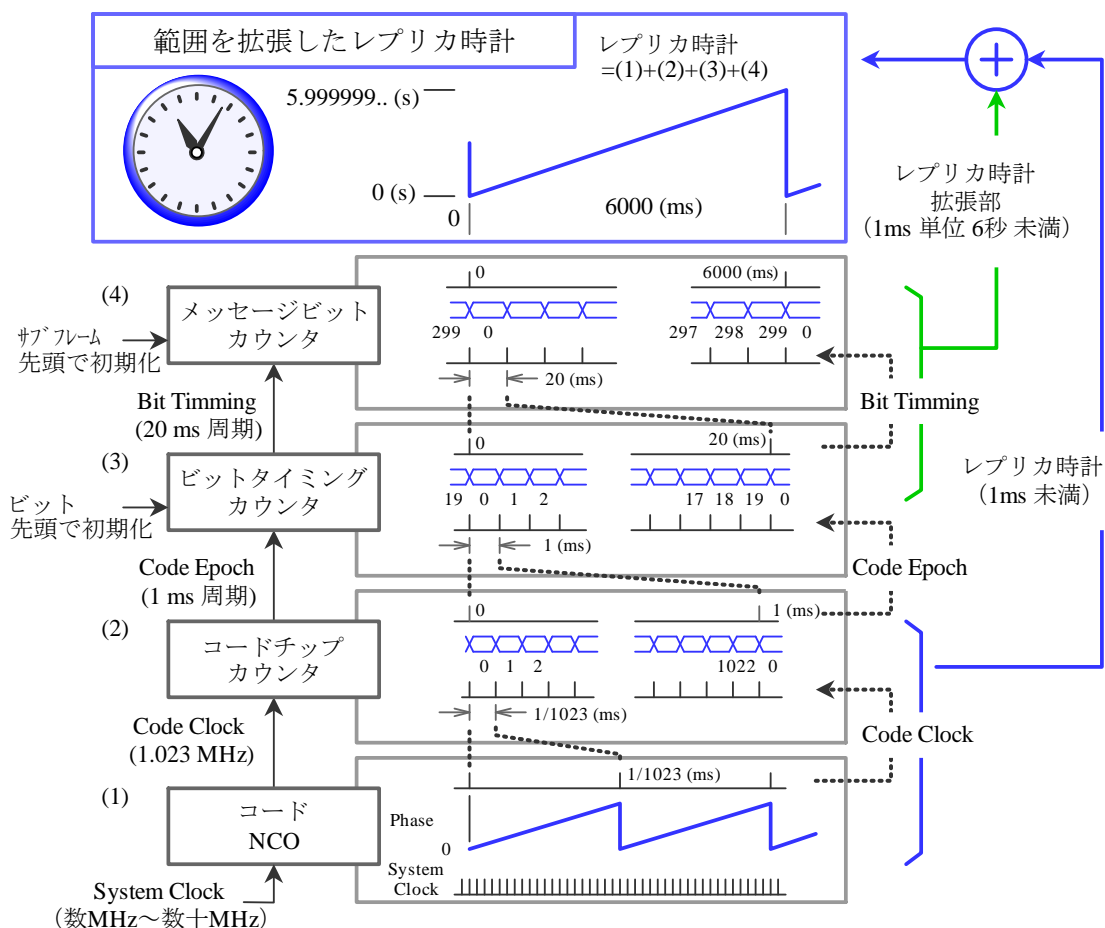 範囲を拡張したレプリカ時計
レプリカ時計
=(1)+(2)+(3)+(4)
5.999999.. (s)
0 (s)
0
6000 (ms)
レプリカ時計
拡張部
（1ms 単位 6秒 未満）
(4)
メッセージビット
カウンタ
ｻﾌﾞﾌﾚｰﾑ
先頭で初期化
0
6000 (ms)
299 0
297 298 299 0
20 (ms)
Bit Timming
(20 ms 周期)
Bit Timming
(3)
ビットタイミング
カウンタ
ビット
先頭で初期化
0
20 (ms)
19 0 1 2
17 18 19 0
1 (ms)
レプリカ時計
（1ms 未満）
Code Epoch
(1 ms 周期)
Code Epoch
(2)
コードチップ
カウンタ
0
1 (ms)
0 1 2
1022 0
1/1023 (ms)
Code Clock
(1.023 MHz)
Code Clock
(1)
コード
NCO
1/1023 (ms)
Phase
0
System
Clock
System Clock
（数MHz～数十MHz）